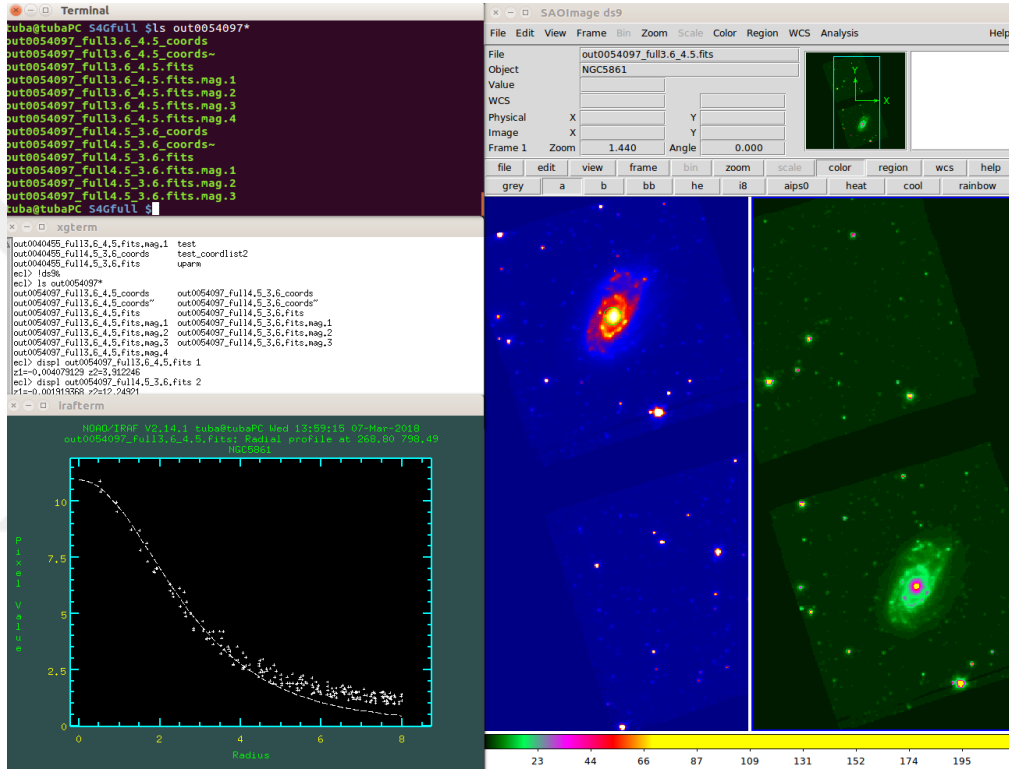 Terminal
tuba@tubaPC S4Gfull $ls out0054097*
out0054097_full3.6_4.5_coords
out0054097_full3.6_4.5_coords~
out0054097_full3.6_4.5.fits
out0054097_full3.6_4.5.fits.mag.1
out0054097_full3.6_4.5.fits.mag.2
out0054097_full3.6_4.5.fits.mag.3
out0054097_full3.6_4.5.fits.mag.4
out0054097_full4.5_3.6_coords
out0054097_full4.5_3.6_coords~
out0054097_full4.5_3.6.fits
out0054097_full4.5_3.6.fits.mag.1
out0054097_full4.5_3.6.fits.mag.2
out0054097_full4.5_3.6.fits.mag.3
tuba@tubaPC S4Gfull $
xgterm
out0040455_full3.6_4.5.fits.mag.1 test
out0040455_full4.5_3.6_coords test_coordlist2
out0040455_full4.5_3.6.fits uparm
ecl> !ds9&
ecl> ls out0054097*
out0054097_full3.6_4.5_coords out0054097_full4.5_3.6_coords
out0054097_full3.6_4.5_coords~ out0054097_full4.5_3.6_coords~
out0054097_full3.6_4.5.fits out0054097_full4.5_3.6.fits
out0054097_full3.6_4.5.fits.mag.1 out0054097_full4.5_3.6.fits.mag.1
out0054097_full3.6_4.5.fits.mag.2 out0054097_full4.5_3.6.fits.mag.2
out0054097_full3.6_4.5.fits.mag.3 out0054097_full4.5_3.6.fits.mag.3
out0054097_full3.6_4.5.fits.mag.4
ecl> displ out0054097_full3.6_4.5.fits 1
z1=-0.004079129 z2=3.912246
ecl> displ out0054097_full4.5_3.6.fits 2
z1=-0.001919368 z2=12.24921
irafterm
NOAO/IRAF V2.14.1 tuba@tubaPC Wed 13:59:15 07-Mar-2018
out0054097_full3.6_4.5.fits: Radial profile at 268.80 798.49
NGC5861
10
7.5
5
2.5
0
Pixel Value
0 2 4 6 8
Radius
SAOImage ds9
File Edit View Frame Bin Zoom Scale Color Region WCS Analysis Help
File out0054097_full3.6_4.5.fits
Object NGC5861
Value
WCS
Physical X Y
Image X Y
Frame 1 Zoom 1.440 Angle 0.000
Y
X
file edit view frame bin zoom scale color region wcs help
grey a b bb he i8 aips0 heat cool rainbow
23 44 66 87 109 131 152 174 195